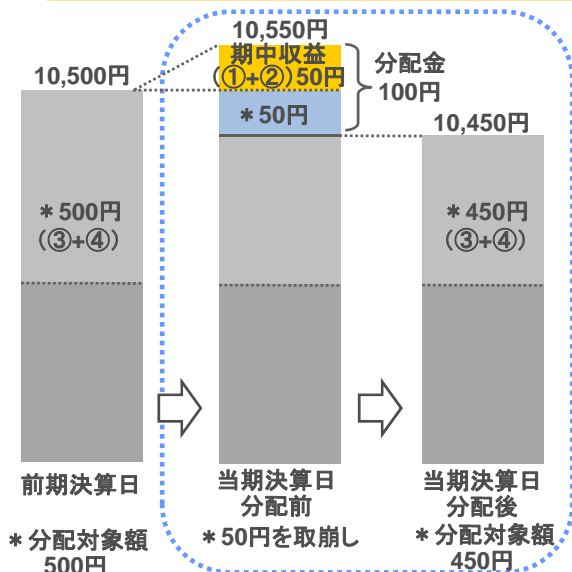 10,550円
期中収益
(①+②)50円
分配金
100円
10,500円
＊50円
10,450円
＊500円
(③+④)
＊450円
(③+④)
前期決算日
当期決算日
分配前
当期決算日
分配後
＊分配対象額
500円
＊50円を取崩し
＊分配対象額
450円